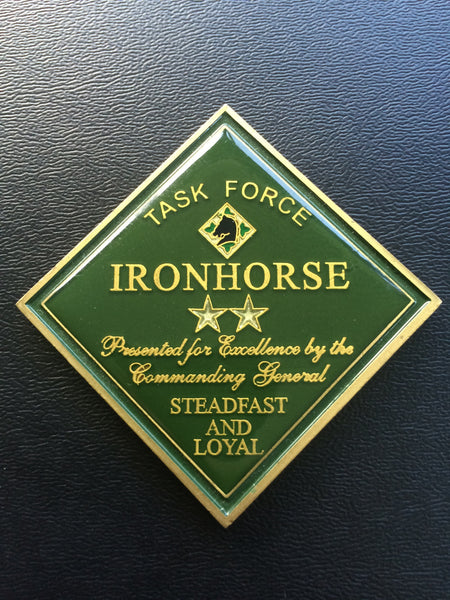 TASK FORCE
IRONHORSE
Presented for Excellence by the
Commanding General
STEADFAST
AND
LOYAL